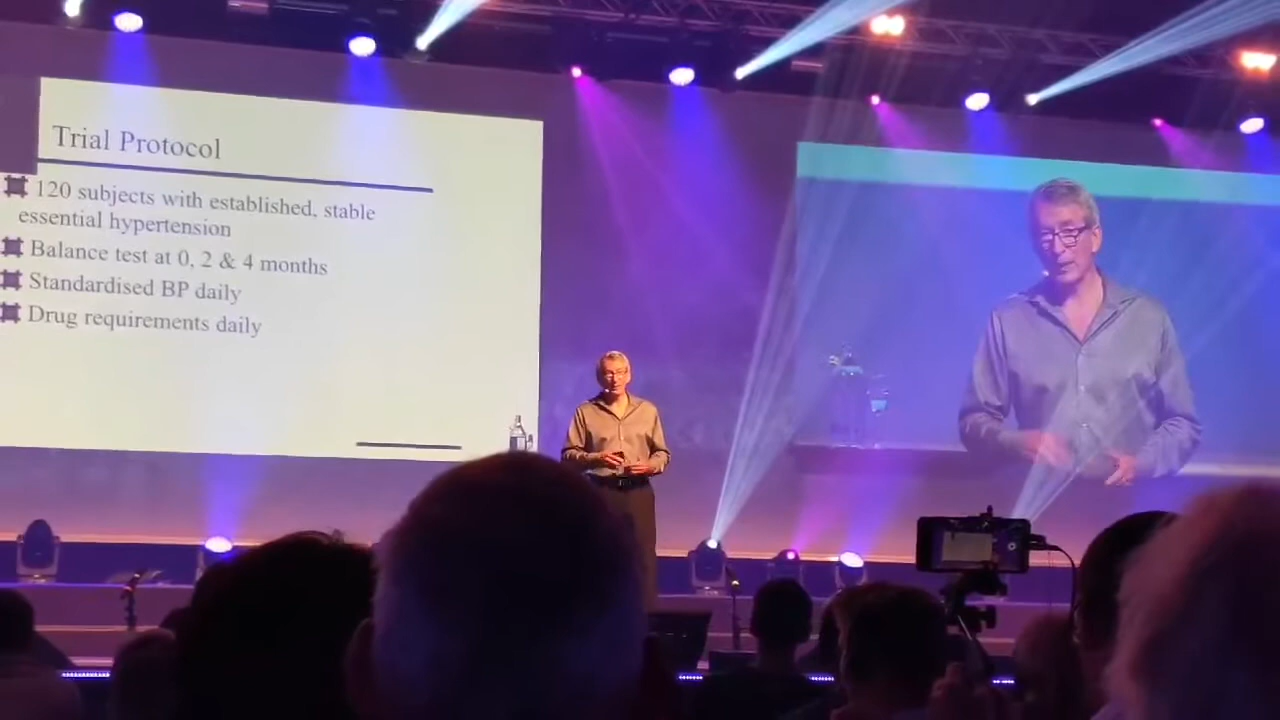 Trial Protocol
120 subjects with established, stable
essential hypertension
Balance test at 0, 2 & 4 months
Standardised BP daily
Drug requirements daily